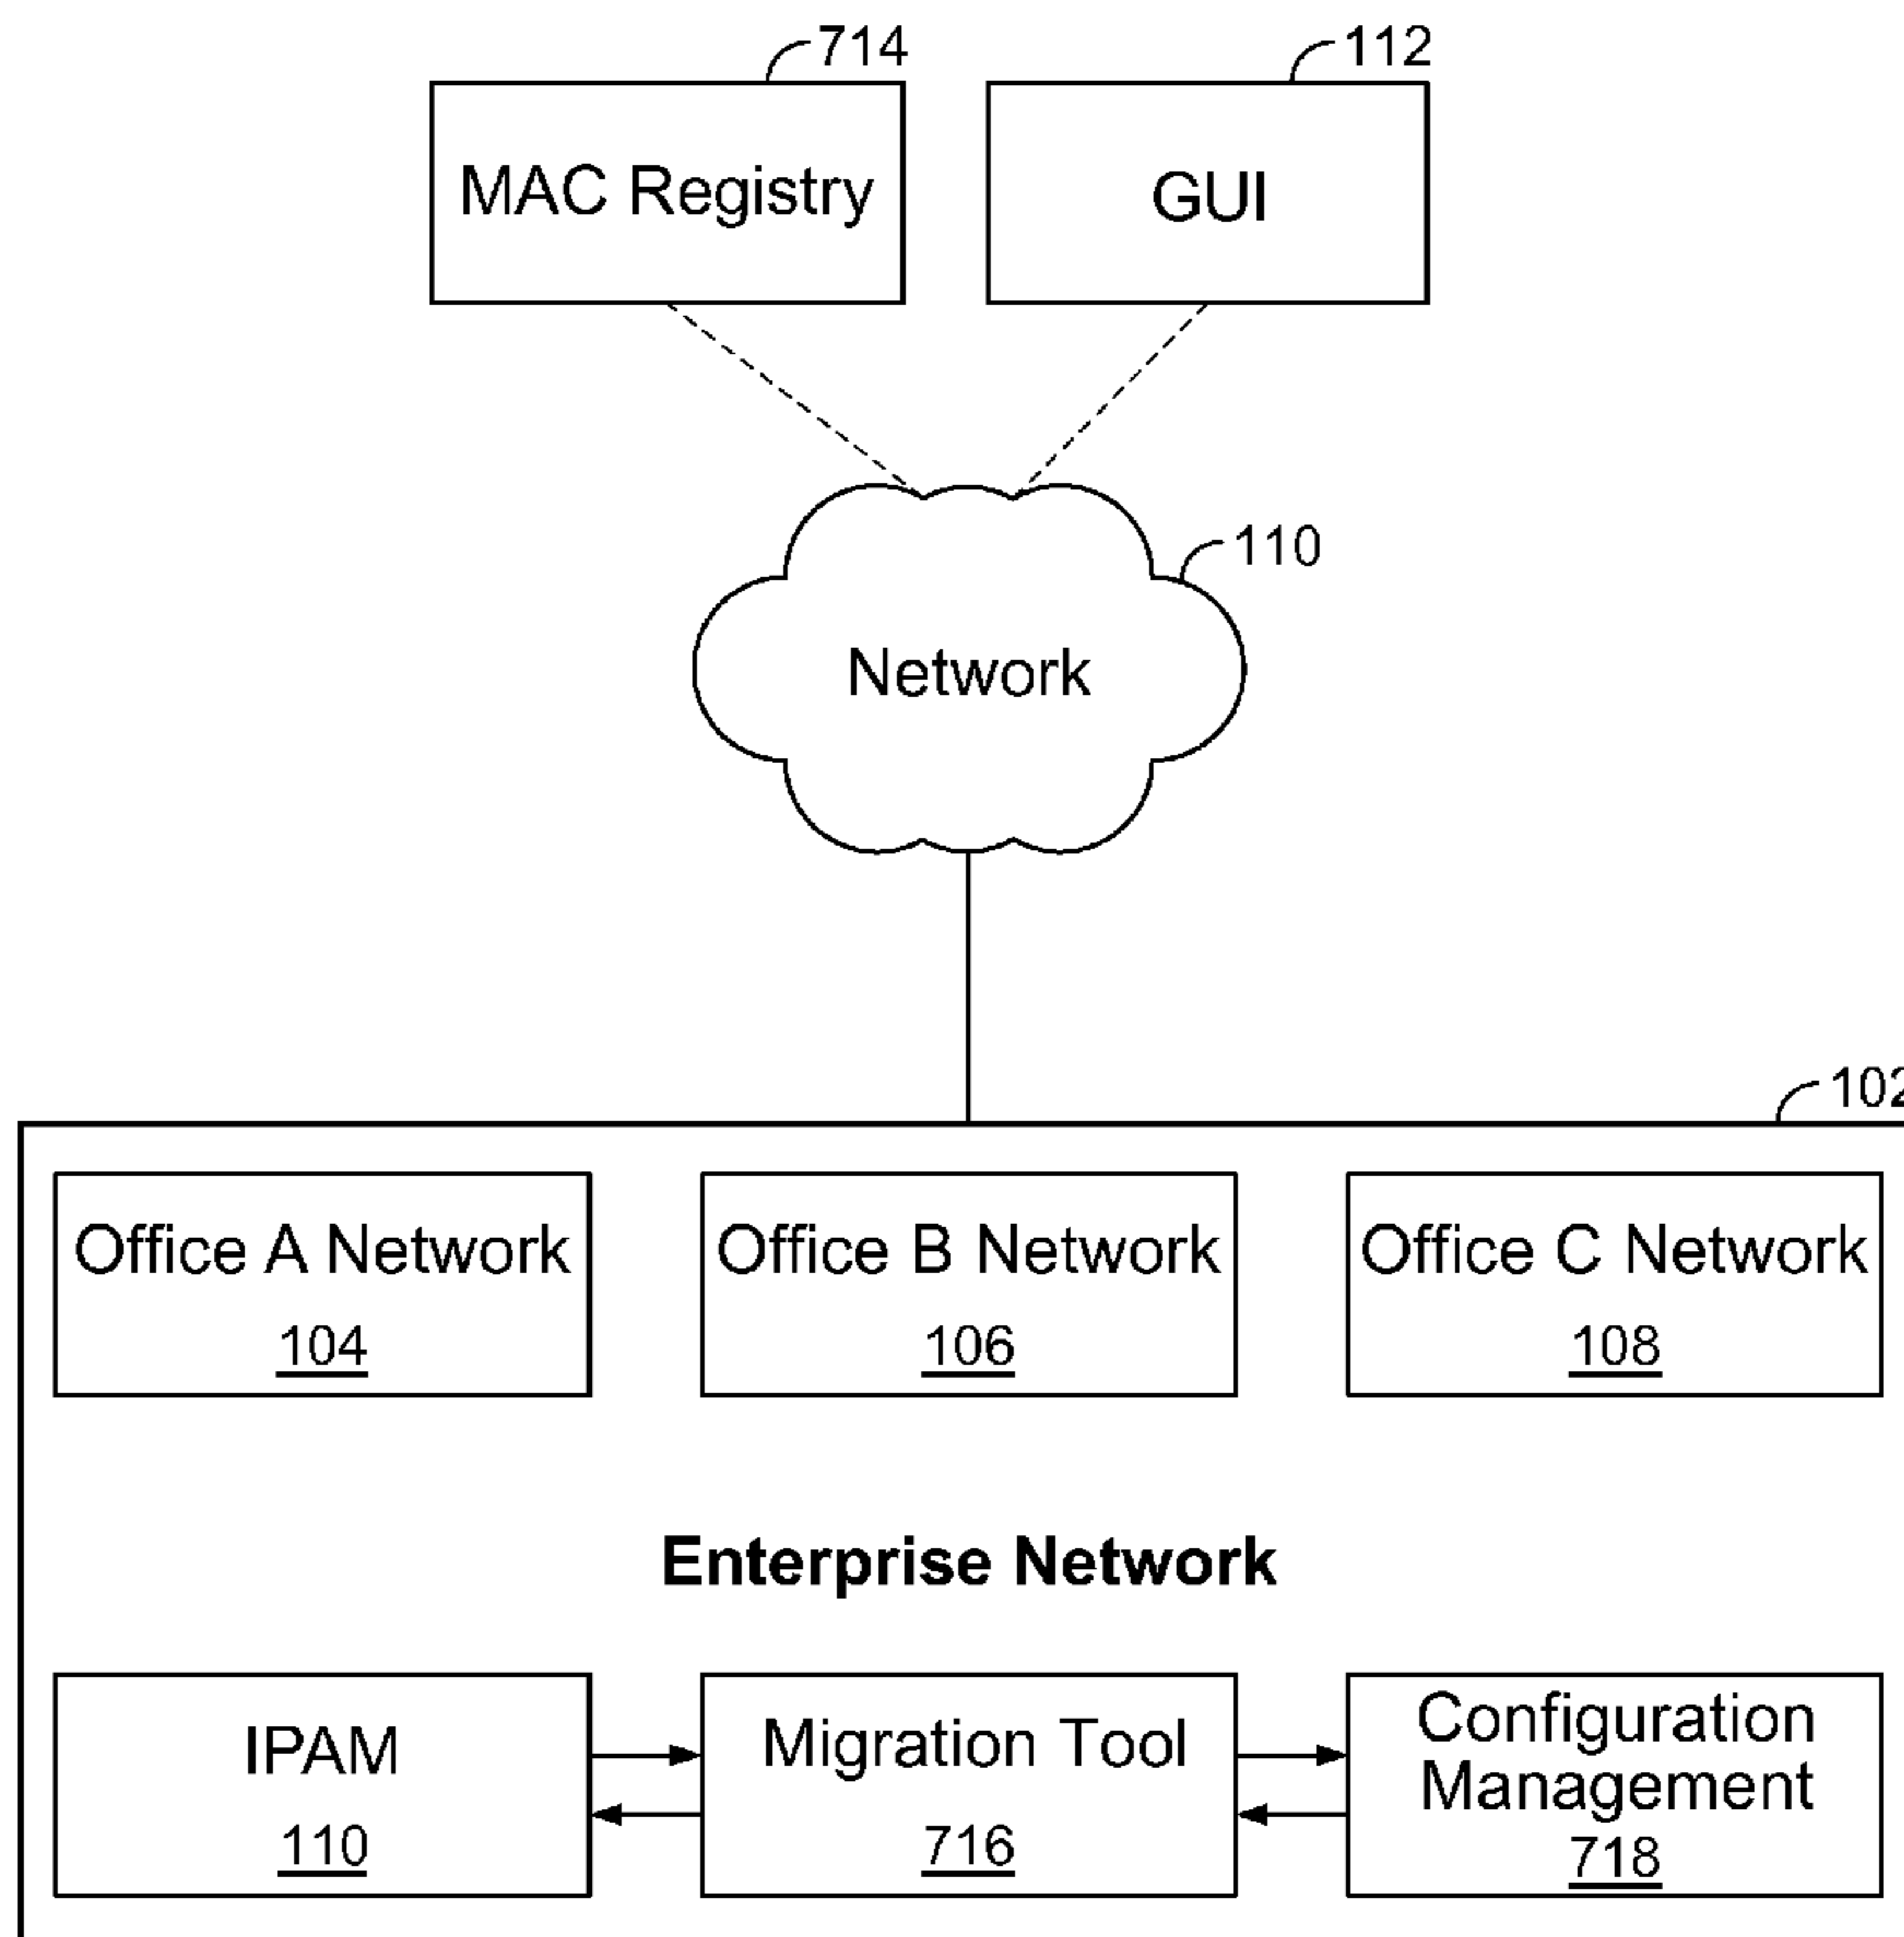 714
112
MAC Registry
GUI
110
Network
102
Office A Network
104
Office B Network
106
Office C Network
108
Enterprise Network
IPAM
110
Migration Tool
716
Configuration
Management
718